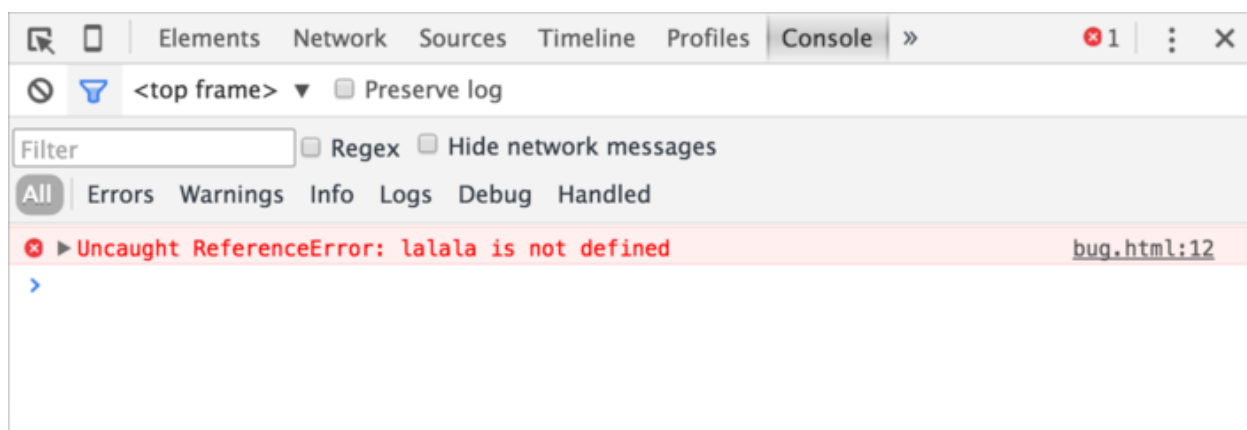 Elements Network Sources Timeline Profiles Console » 1
<top frame> ▼ Preserve log
Filter Regex Hide network messages
All Errors Warnings Info Logs Debug Handled
Uncaught ReferenceError: lalala is not defined bug.html:12
>